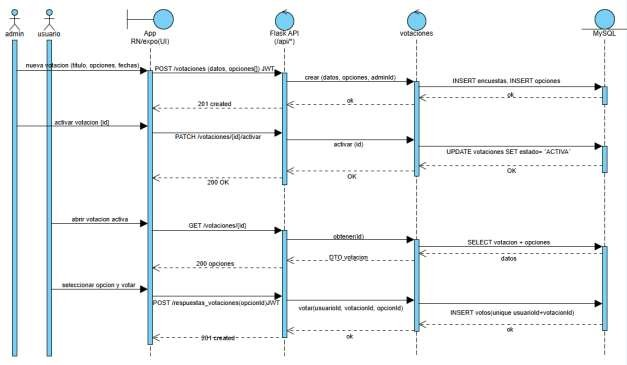 admin
usuario
App
RN/expo(UI)
Flask API
(/api/*)
votaciones
MySQL
nueva votacion (titulo, opciones, fechas)
POST /votaciones (datos, opciones[]) JWT
crear (datos, opciones, adminId)
INSERT encuestas, INSERT opciones
ok
ok
201 created
activar votacion {id]
PATCH /votaciones/[id]/activar
activar (id)
UPDATE votaciones SET estado= ´ACTIVA´
OK
OK
200 OK
abrir votacion activa
GET /votaciones/[id]
obtener(id)
SELECT votacion + opciones
datos
DTO votacion
200 opciones
seleccionar opcion y votar
POST /respuestas_votaciones(opcionId)JWT
votar(usuarioId, votacionId, opcionId)
INSERT votos(unique usuarioId+votacionId)
ok
ok
201 created